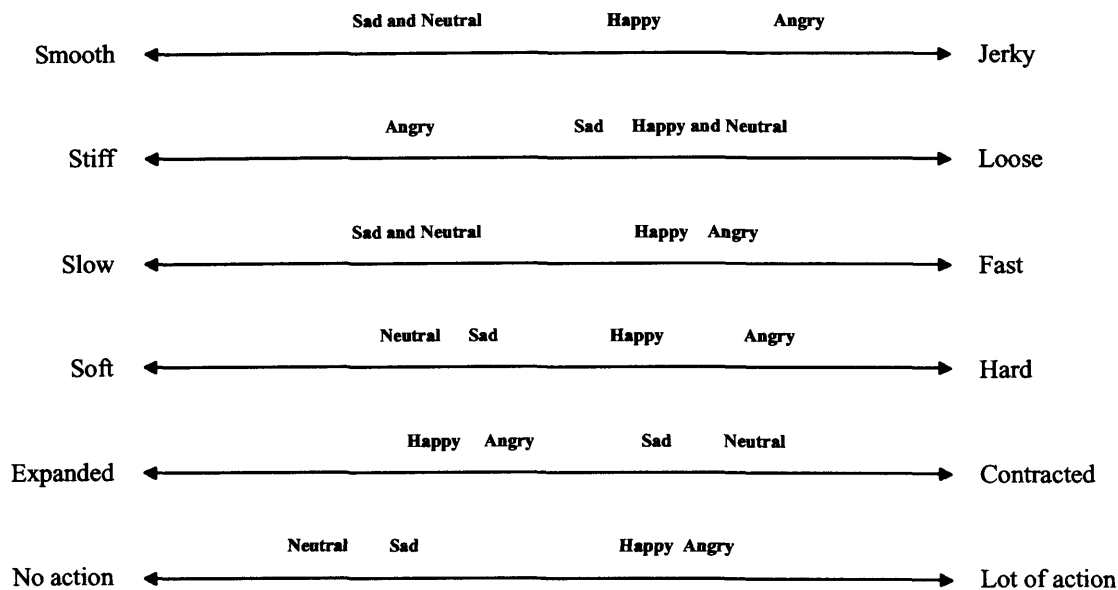 Sad and Neutral Happy Angry
Smooth Jerky
Angry Sad Happy and Neutral
Stiff Loose
Sad and Neutral Happy Angry
Slow Fast
Neutral Sad Happy Angry
Soft Hard
Happy Angry Sad Neutral
Expanded Contracted
Neutral Sad Happy Angry
No action Lot of action